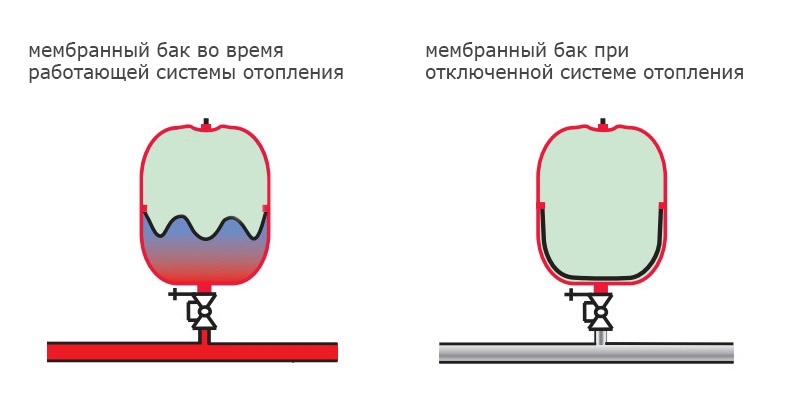 мембранный бак во время
работающей системы отопления
мембранный бак при
отключенной системе отопления